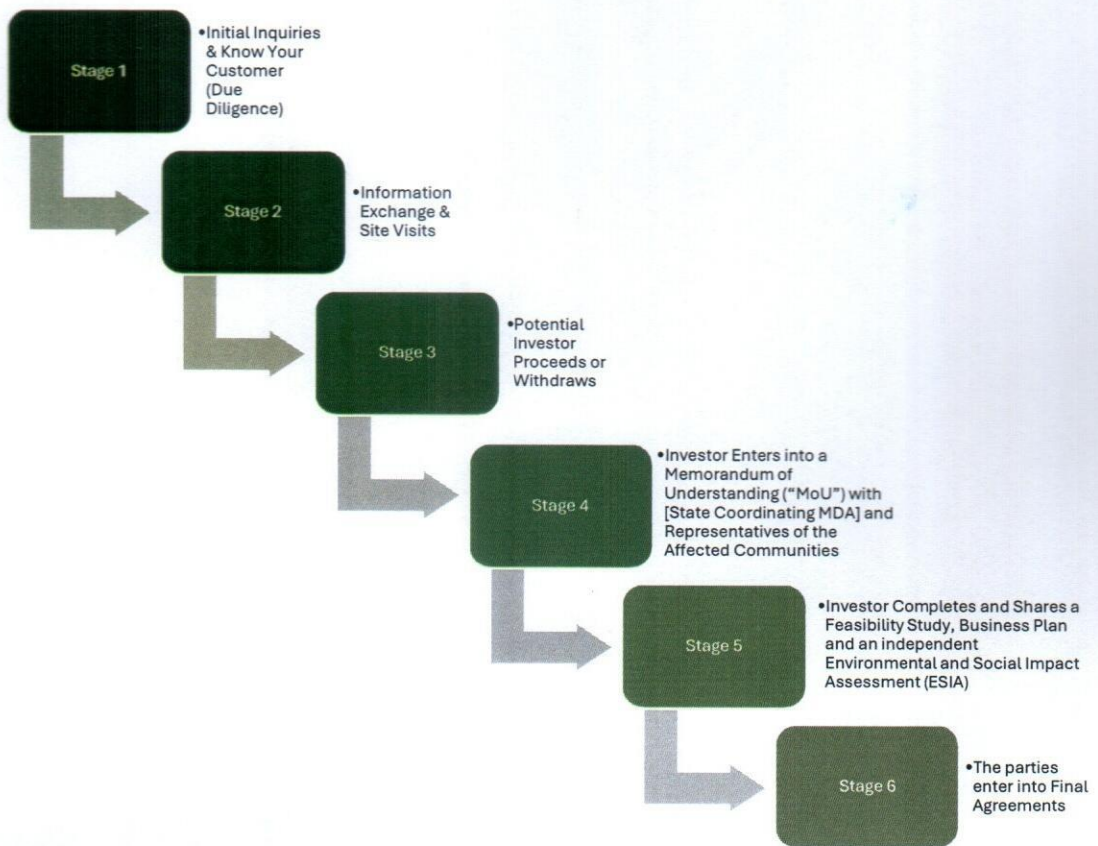 Stage 1
•Initial Inquiries
& Know Your
Customer
(Due
Diligence)
Stage 2
•Information
Exchange &
Site Visits
Stage 3
•Potential
Investor
Proceeds or
Withdraws
Stage 4
•Investor Enters into a
Memorandum of
Understanding (“MoU”) with
[State Coordinating MDA] and
Representatives of the
Affected Communities
Stage 5
•Investor Completes and Shares a
Feasibility Study, Business Plan
and an independent
Environmental and Social Impact
Assessment (ESIA)
Stage 6
•The parties
enter into Final
Agreements